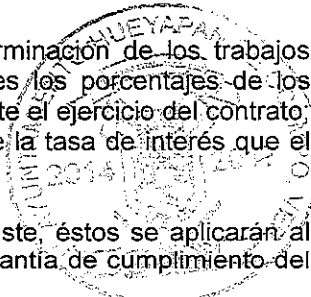 HUEYAPAN
rminación de los trabajos
es los porcentajes de los
te el ejercicio del contrato,
e la tasa de interés que el
ste, éstos se aplicarán al
antía de cumplimiento del